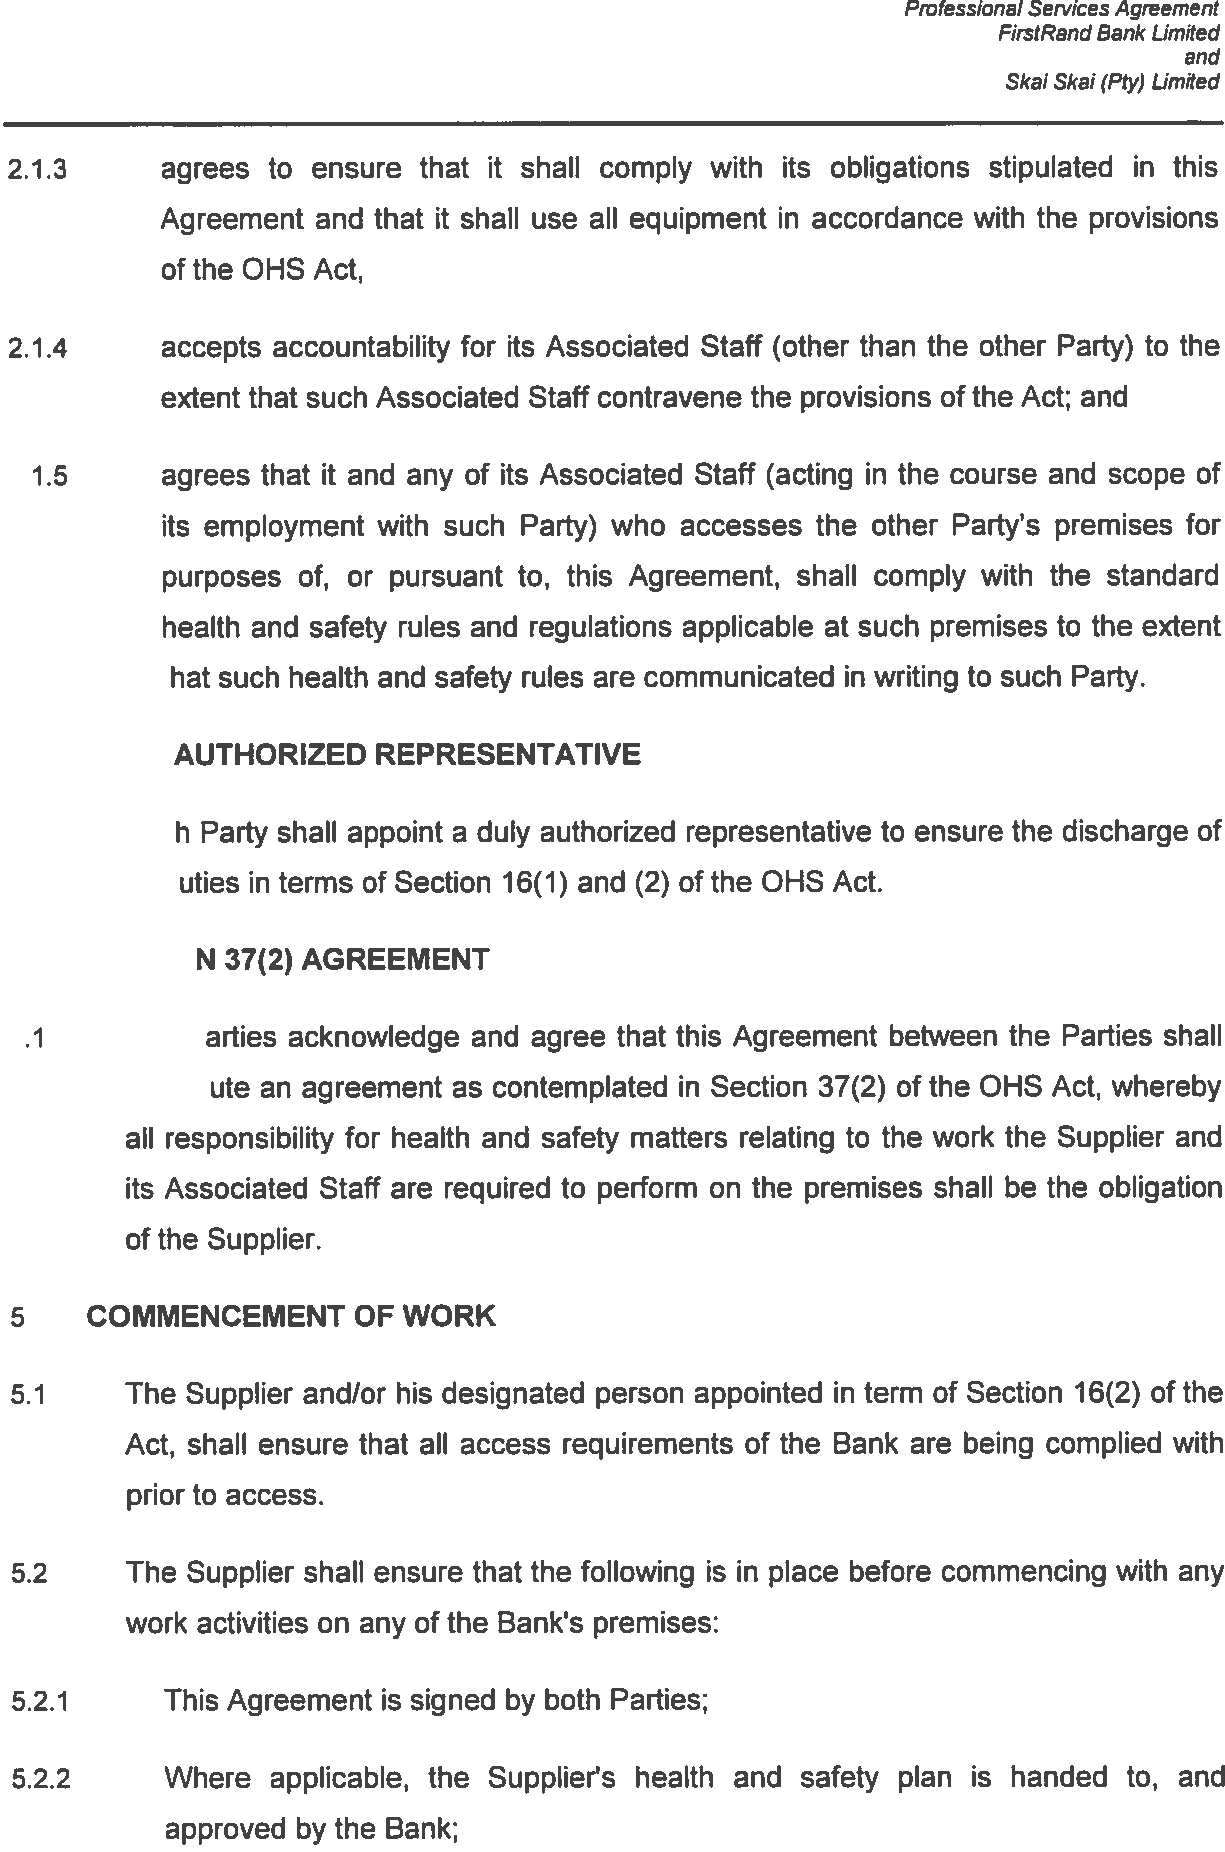 Professional Services Agreement
FirstRand Bank Limited
and
Skai Skai (Pty) Limited
2.1.3 agrees to ensure that it shall comply with its obligations stipulated in this
Agreement and that it shall use all equipment in accordance with the provisions
of the OHS Act,
2.1.4 accepts accountability for its Associated Staff (other than the other Party) to the
extent that such Associated Staff contravene the provisions of the Act; and
1.5 agrees that it and any of its Associated Staff (acting in the course and scope of
its employment with such Party) who accesses the other Party's premises for
purposes of, or pursuant to, this Agreement, shall comply with the standard
health and safety rules and regulations applicable at such premises to the extent
hat such health and safety rules are communicated in writing to such Party.
AUTHORIZED REPRESENTATIVE
h Party shall appoint a duly authorized representative to ensure the discharge of
uties in terms of Section 16(1) and (2) of the OHS Act.
N 37(2) AGREEMENT
.1 arties acknowledge and agree that this Agreement between the Parties shall
ute an agreement as contemplated in Section 37(2) of the OHS Act, whereby
all responsibility for health and safety matters relating to the work the Supplier and
its Associated Staff are required to perform on the premises shall be the obligation
of the Supplier.
5 COMMENCEMENT OF WORK
5.1 The Supplier and/or his designated person appointed in term of Section 16(2) of the
Act, shall ensure that all access requirements of the Bank are being complied with
prior to access.
5.2 The Supplier shall ensure that the following is in place before commencing with any
work activities on any of the Bank's premises:
5.2.1 This Agreement is signed by both Parties;
5.2.2 Where applicable, the Supplier's health and safety plan is handed to, and
approved by the Bank;